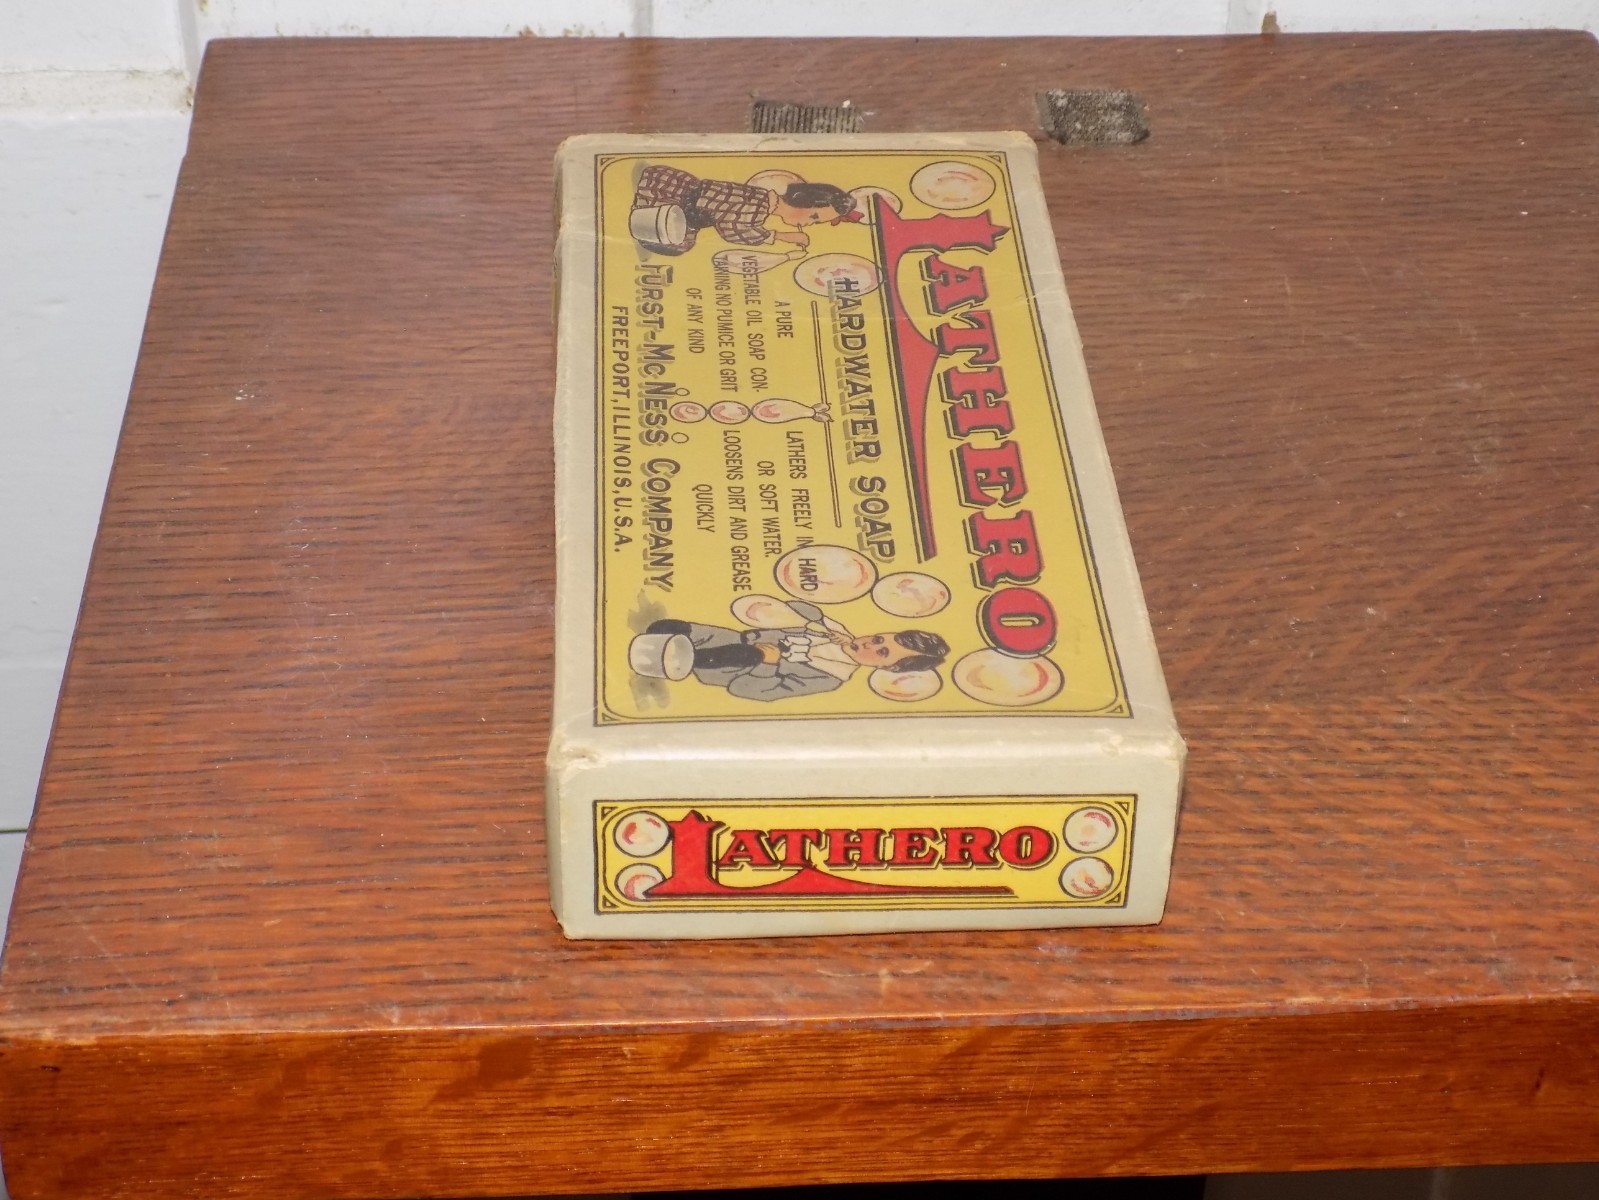 LATHERO
HARDWATER SOAP
A PURE
VEGETABLE OIL SOAP CON-
TAINING NO PUMICE OR GRIT
OF ANY KIND
LATHERS FREELY IN HARD
OR SOFT WATER.
LOOSENS DIRT AND GREASE
QUICKLY
FURST-MCNESS COMPANY
FREEPORT, ILLINOIS, U.S.A.
LATHERO